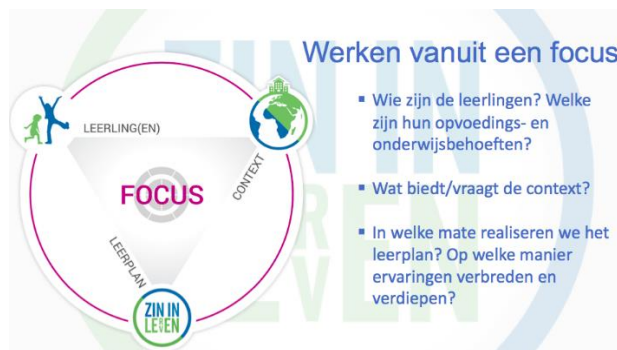 Werken vanuit een focus
LEERLING(EN)
CONTEXT
FOCUS
LEERPLAN
ZIN IN
LEREN
LEVEN
▪ Wie zijn de leerlingen? Welke
zijn hun opvoedings- en
onderwijsbehoeften?
▪ Wat biedt/vraagt de context?
▪ In welke mate realiseren we het
leerplan? Op welke manier
ervaringen verbreden en
verdiepen?